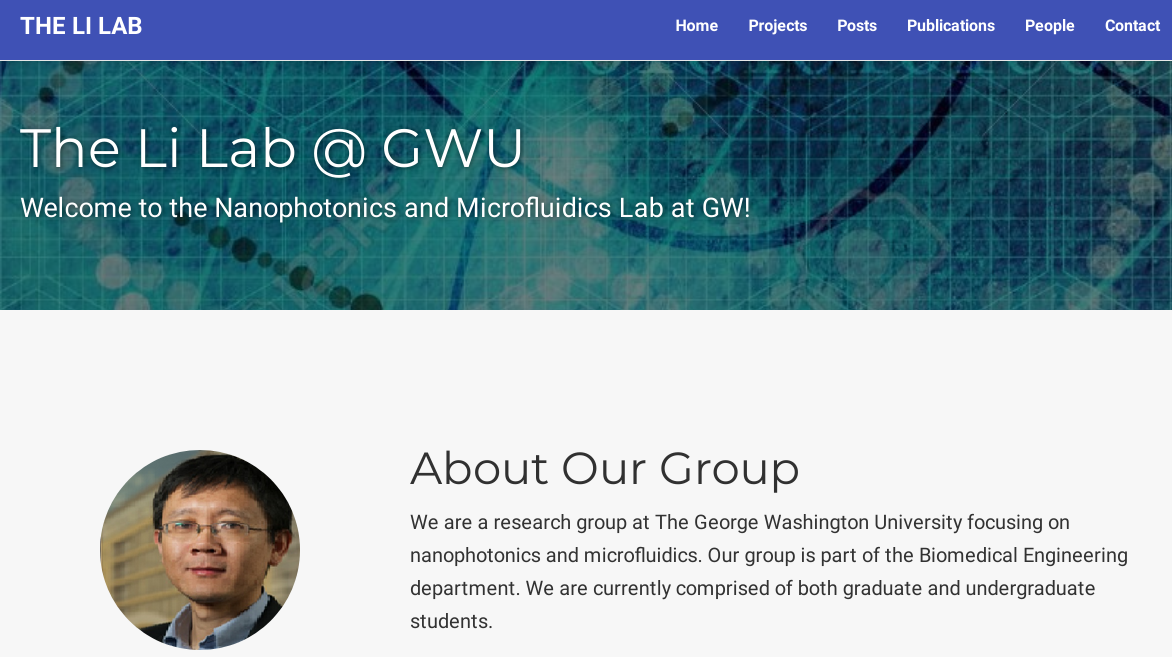 THE LI LAB
Home Projects Posts Publications People Contact
The Li Lab @ GWU
Welcome to the Nanophotonics and Microfluidics Lab at GW!
About Our Group
We are a research group at The George Washington University focusing on
nanophotonics and microfluidics. Our group is part of the Biomedical Engineering
department. We are currently comprised of both graduate and undergraduate
students.